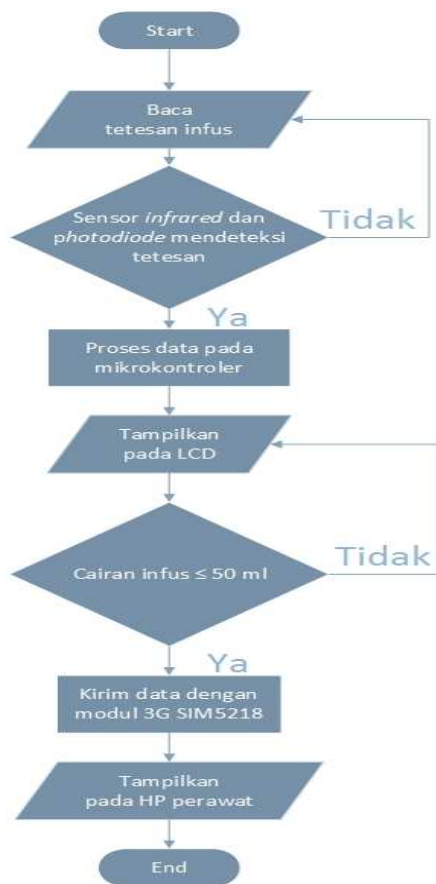 Start
Baca
tetesan infus
Sensor infrared dan
photodiode mendeteksi
tetesan
Tidak
Ya
Proses data pada
mikrokontroler
Tampilkan
pada LCD
Cairan infus ≤ 50 ml
Tidak
Ya
Kirim data dengan
modul 3G SIM5218
Tampilkan
pada HP perawat
End